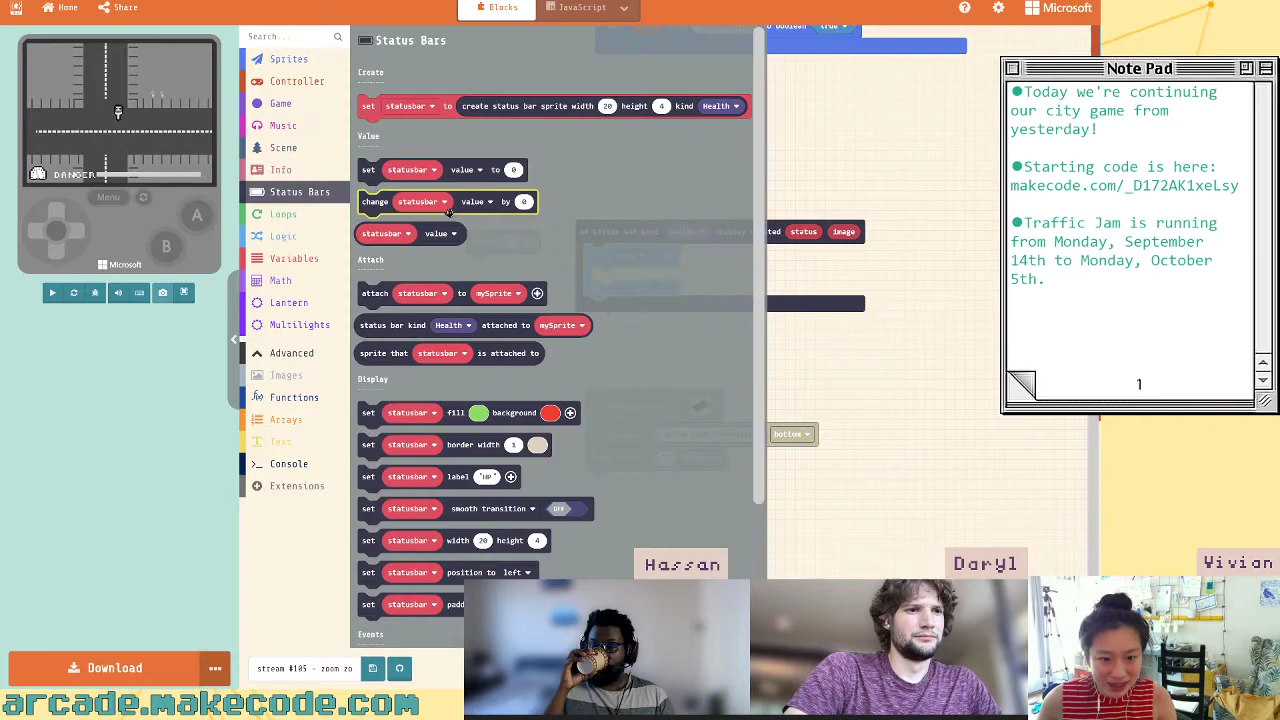 Home
Share
Blocks
JavaScript
Microsoft
Search...
Sprites
Controller
Game
Music
Scene
Info
Status Bars
Loops
Logic
Variables
Math
Lantern
Multilights
Advanced
Images
Functions
Arrays
Text
Console
Extensions
DANGER
Menu
A
B
Microsoft
Status Bars
Create
set statusbar to create status bar sprite width 20 height 4 kind Health
Value
set statusbar value to 0
change statusbar value by 0
statusbar value
Attach
attach statusbar to mySprite
status bar kind Health attached to mySprite
sprite that statusbar is attached to
Display
set statusbar fill background
set statusbar border width 1
set statusbar label "HP"
set statusbar smooth transition OFF
set statusbar width 20 height 4
set statusbar position to left
set statusbar padd
Events
o boolean true
status image
bottom
Note Pad
●Today we're continuing
our city game from
yesterday!
●Starting code is here:
makecode.com/_D172AK1xeLsy
●Traffic Jam is running
from Monday, September
14th to Monday, October
5th.
1
Hassan
Daryl
Vivian
Download
stream #105 - zoom zo
arcade.makecode.com